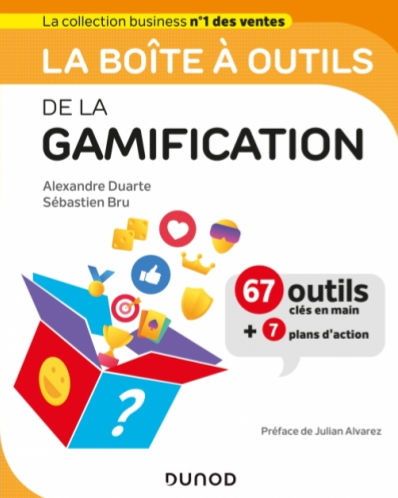 La collection business n°1 des ventes
LA BOÎTE À OUTILS
DE LA
GAMIFICATION
Alexandre Duarte
Sébastien Bru
67 outils
clés en main
+ 7 plans d'action
?
Préface de Julian Alvarez
DUNOD